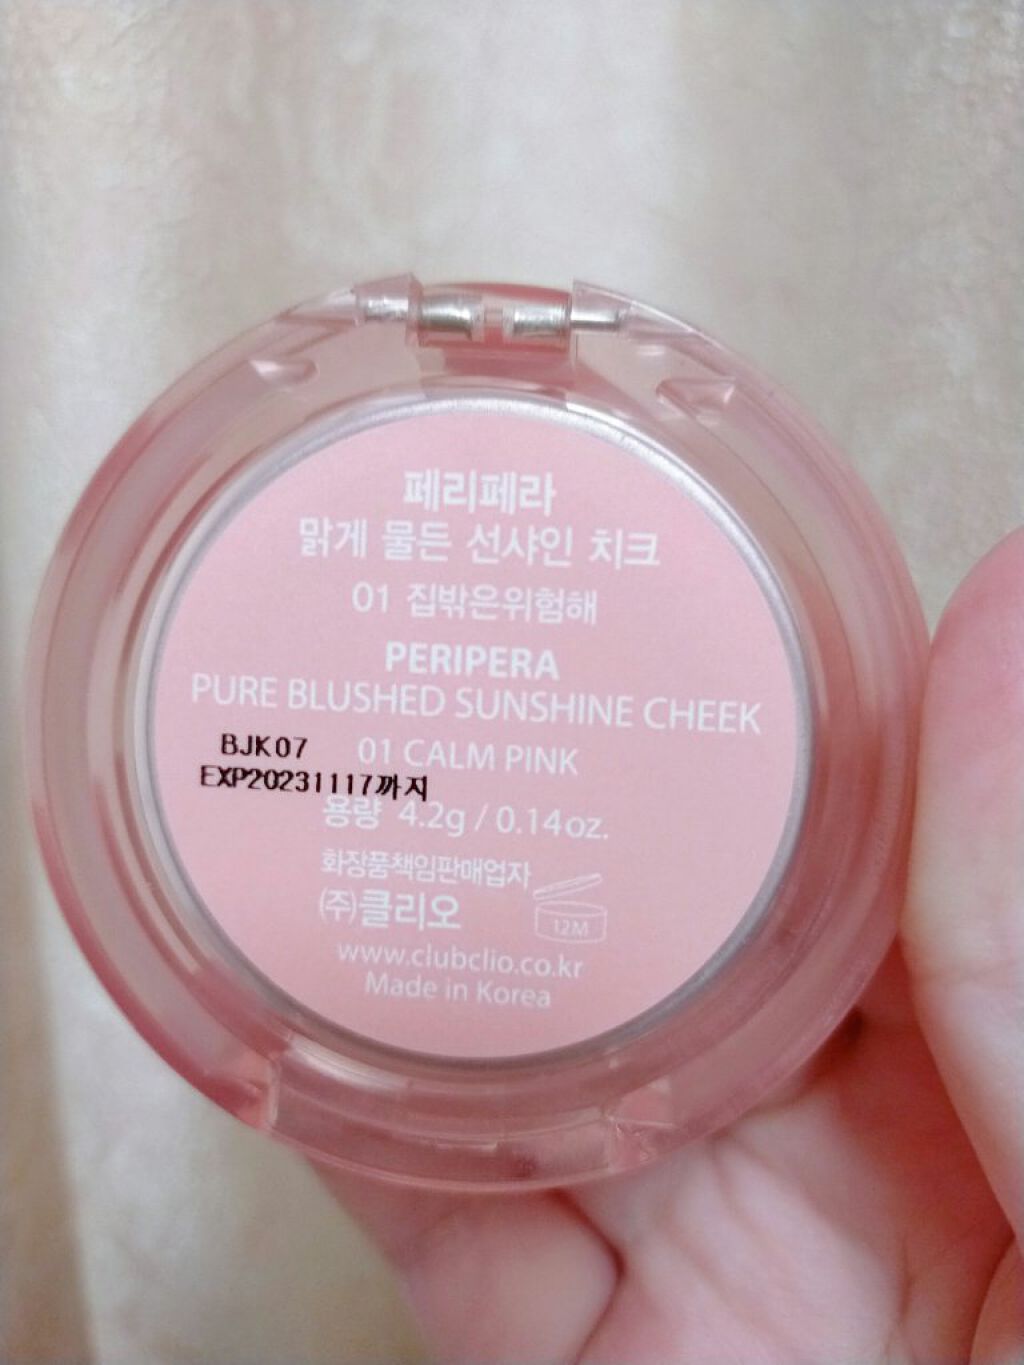 페리페라
맑게 물든 선샤인 치크
01 집밖은위험해
PERIPERA
PURE BLUSHED SUNSHINE CHEEK
01 CALM PINK
BJK07
EXP20231117까지
용량 4.2g / 0.14oz.
화장품책임판매업자
㈜클리오
12M
www.clubclio.co.kr
Made in Korea